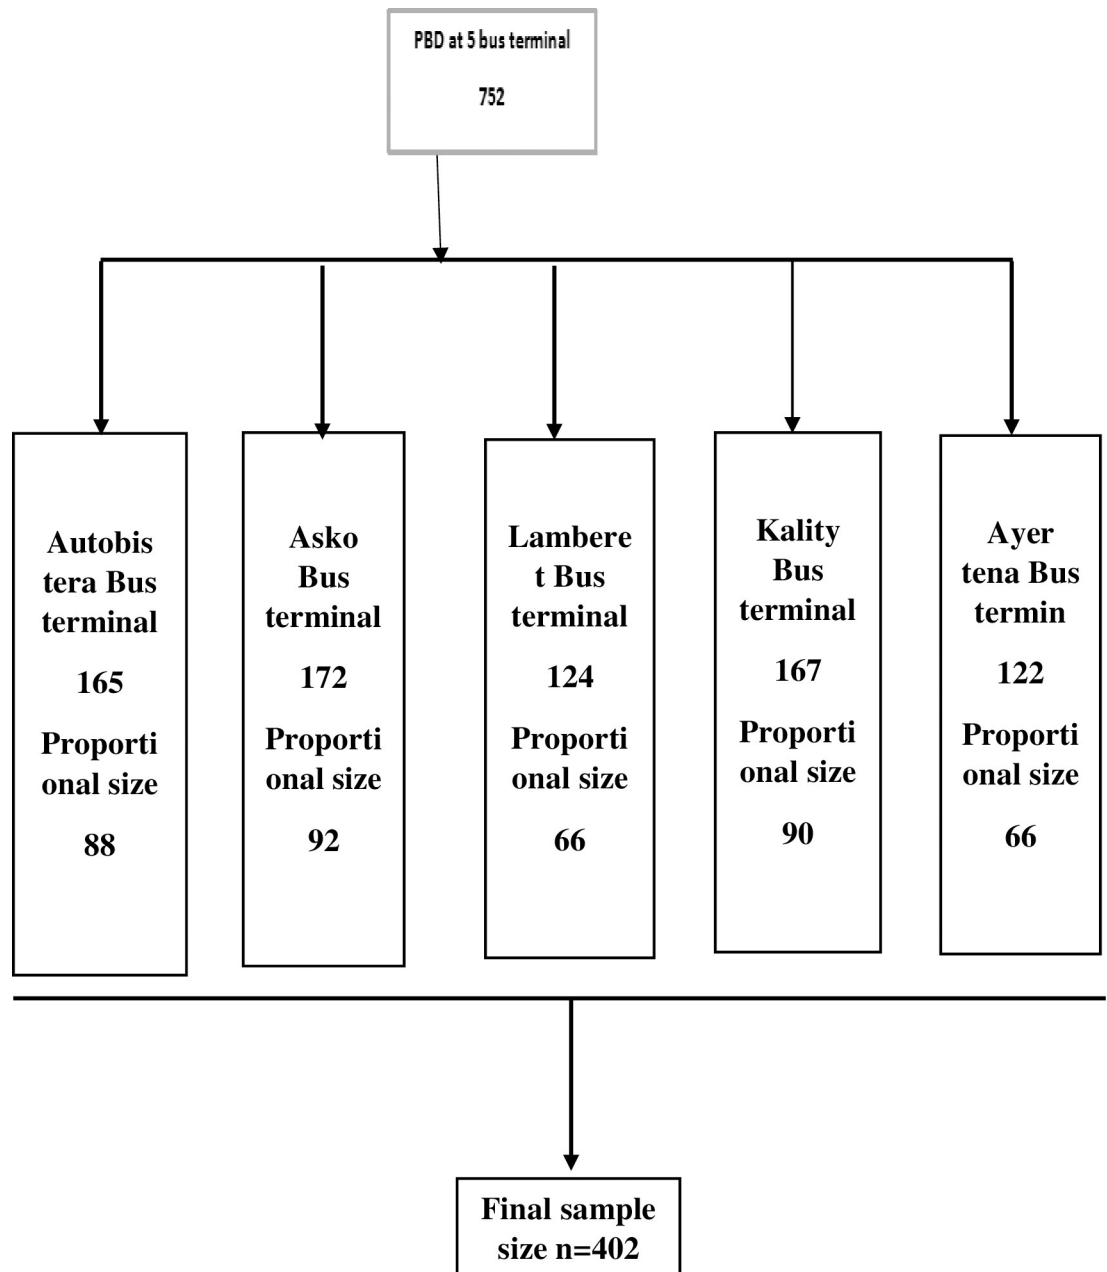 PBD at 5 bus terminal
752
Autobis
tera Bus
terminal
165
Proporti
onal size
88
Asko
Bus
terminal
172
Proporti
onal size
92
Lambere
t Bus
terminal
124
Proporti
onal size
66
Kality
Bus
terminal
167
Proporti
onal size
90
Ayer
tena Bus
termin
122
Proporti
onal size
66
Final sample
size n=402